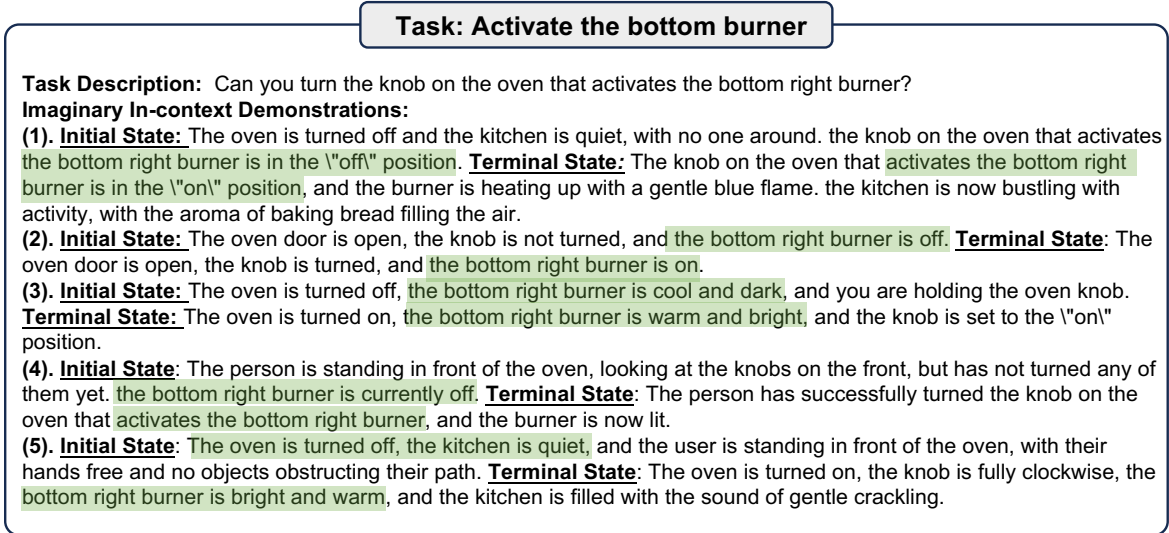 Task: Activate the bottom burner
Task Description: Can you turn the knob on the oven that activates the bottom right burner?
Imaginary In-context Demonstrations:
(1). Initial State: The oven is turned off and the kitchen is quiet, with no one around. the knob on the oven that activates
the bottom right burner is in the \"off\" position. Terminal State: The knob on the oven that activates the bottom right
burner is in the \"on\" position, and the burner is heating up with a gentle blue flame. the kitchen is now bustling with
activity, with the aroma of baking bread filling the air.
(2). Initial State: The oven door is open, the knob is not turned, and the bottom right burner is off. Terminal State: The
oven door is open, the knob is turned, and the bottom right burner is on.
(3). Initial State: The oven is turned off, the bottom right burner is cool and dark, and you are holding the oven knob.
Terminal State: The oven is turned on, the bottom right burner is warm and bright, and the knob is set to the \"on\"
position.
(4). Initial State: The person is standing in front of the oven, looking at the knobs on the front, but has not turned any of
them yet. the bottom right burner is currently off. Terminal State: The person has successfully turned the knob on the
oven that activates the bottom right burner, and the burner is now lit.
(5). Initial State: The oven is turned off, the kitchen is quiet, and the user is standing in front of the oven, with their
hands free and no objects obstructing their path. Terminal State: The oven is turned on, the knob is fully clockwise, the
bottom right burner is bright and warm, and the kitchen is filled with the sound of gentle crackling.